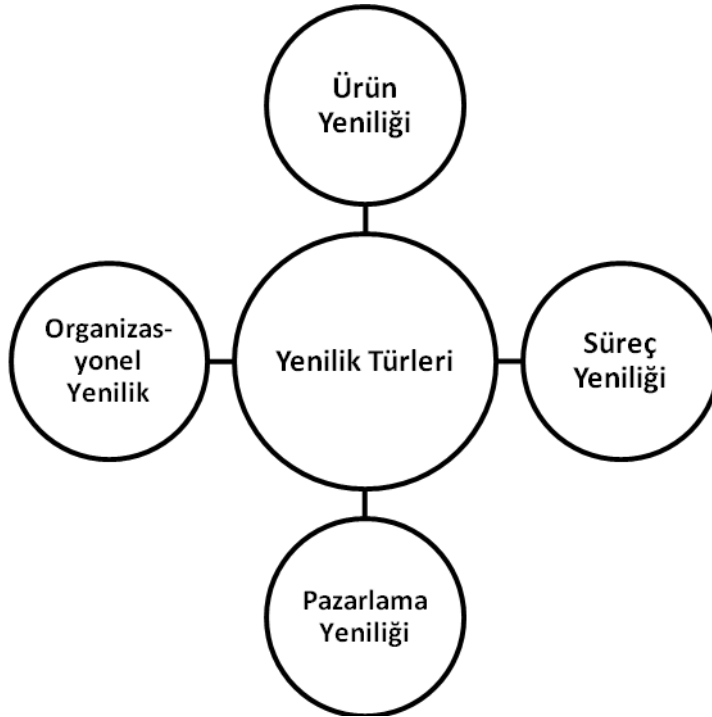 Ürün
Yeniliği
Organizas-
yonel
Yenilik
Yenilik Türleri
Süreç
Yeniliği
Pazarlama
Yeniliği